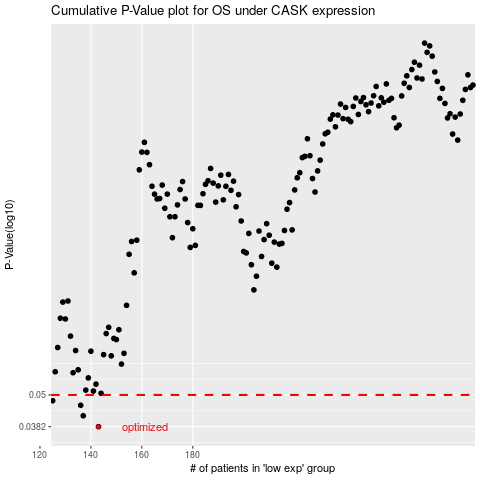 Cumulative P-Value plot for OS under CASK expression
P-Value(log10)
0.05
0.0382
optimized
120 140 160 180
# of patients in 'low exp' group